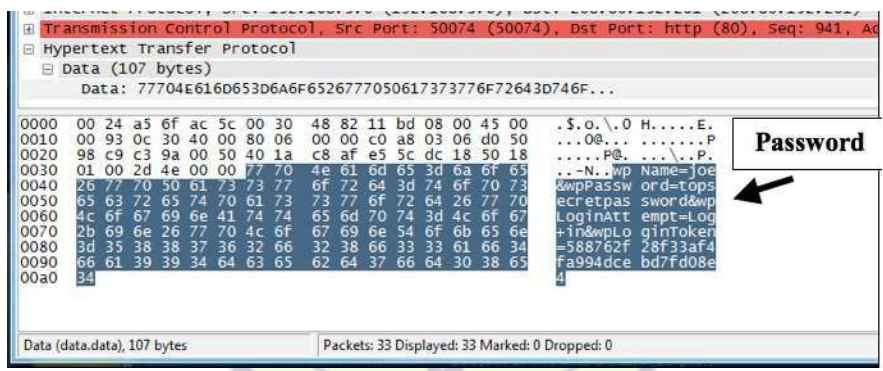 Transmission Control Protocol, Src Port: 50074 (50074), Dst Port: http (80), Seq: 941,
Hypertext Transfer Protocol
Data (107 bytes)
Data: 77704E616D653D6A6F6526777050617373776F72643D746F...
0000 00 24 a5 6f ac 5c 00 30 48 82 11 bd 08 00 45 00 .$.o.\.0 H.....E.
0010 00 93 0c 30 40 00 80 06 00 00 c0 a8 03 06 d0 50 ...0@... .......P
0020 98 c9 c3 9a 00 50 40 1a c8 af e5 5c dc 18 50 18 .....P@. ...\..P.
0030 01 00 2d 4e 00 00 77 70 4e 61 6d 65 3d 6a 6f 65 ..-N..wp Name=joe
0040 26 77 70 50 61 73 73 77 6f 72 64 3d 74 6f 70 73 &wpPassw ord=tops
0050 65 63 72 65 74 70 61 73 73 77 6f 72 64 26 77 70 ecretpas sword&wp
0060 4c 6f 67 69 6e 41 74 74 65 6d 70 74 3d 4c 6f 67 LoginAtt empt=Log
0070 2b 69 6e 26 77 70 4c 6f 67 69 6e 54 6f 6b 65 6e +in&wpLo ginToken
0080 3d 35 38 38 37 36 32 66 32 38 66 33 33 61 66 34 =588762f 28f33af4
0090 66 61 39 39 34 64 63 65 62 64 37 66 64 30 38 65 fa994dce bd7fd08e
00a0 34 4
Password
Data (data.data), 107 bytes
Packets: 33 Displayed: 33 Marked: 0 Dropped: 0